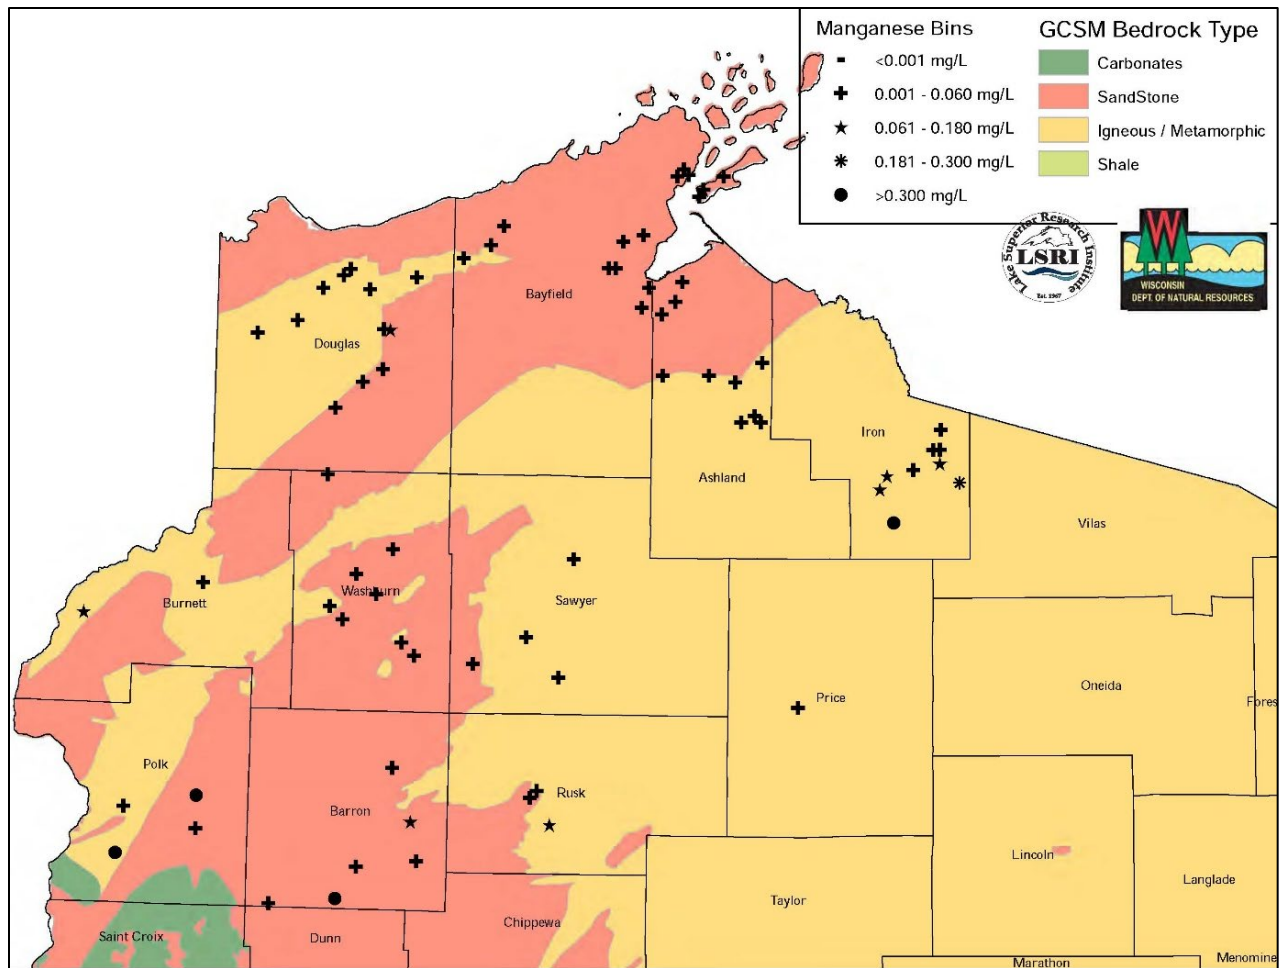 Manganese Bins
<0.001 mg/L
0.001 - 0.060 mg/L
0.061 - 0.180 mg/L
0.181 - 0.300 mg/L
>0.300 mg/L
GCSM Bedrock Type
Carbonates
SandStone
Igneous / Metamorphic
Shale
Lake Superior Research Institute
LSRI
Est. 1967
W
WISCONSIN
DEPT. OF NATURAL RESOURCES
Bayfield
Douglas
Iron
Ashland
Vilas
Washburn
Burnett
Sawyer
Oneida
Price
Fores
Polk
Rusk
Barron
Lincoln
Langlade
Taylor
Chippewa
Saint Croix
Dunn
Menomine
Marathon